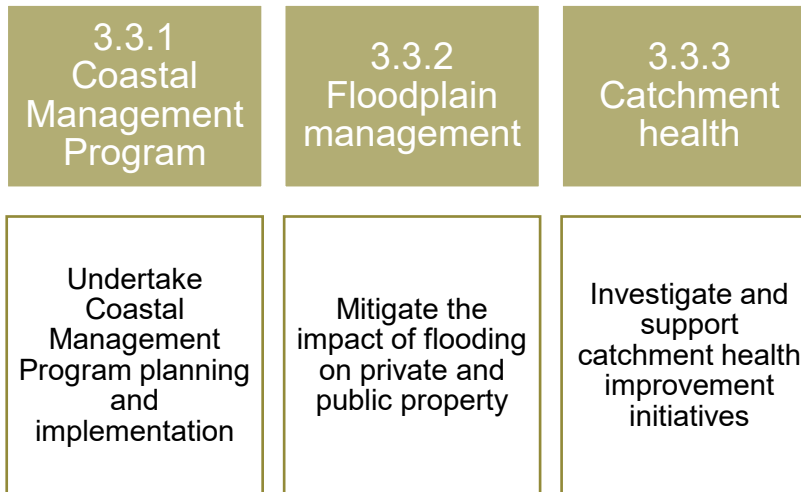 3.3.1
Coastal
Management
Program
3.3.2
Floodplain
management
3.3.3
Catchment
health
Undertake
Coastal
Management
Program planning
and
implementation
Mitigate the
impact of flooding
on private and
public property
Investigate and
support
catchment health
improvement
initiatives